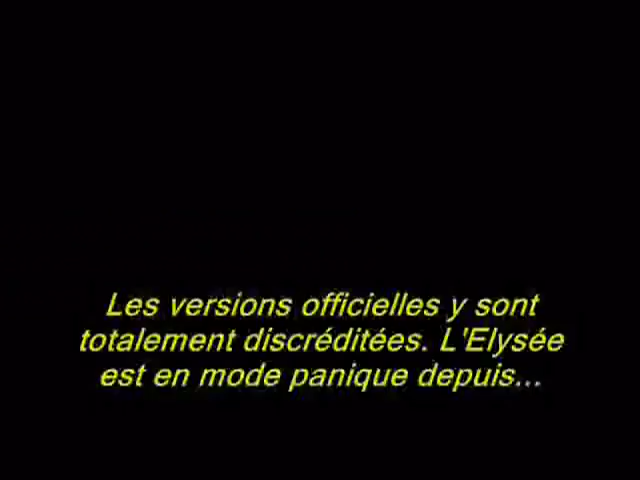 Les versions officielles y sont
totalement discréditées. L'Elysée
est en mode panique depuis...